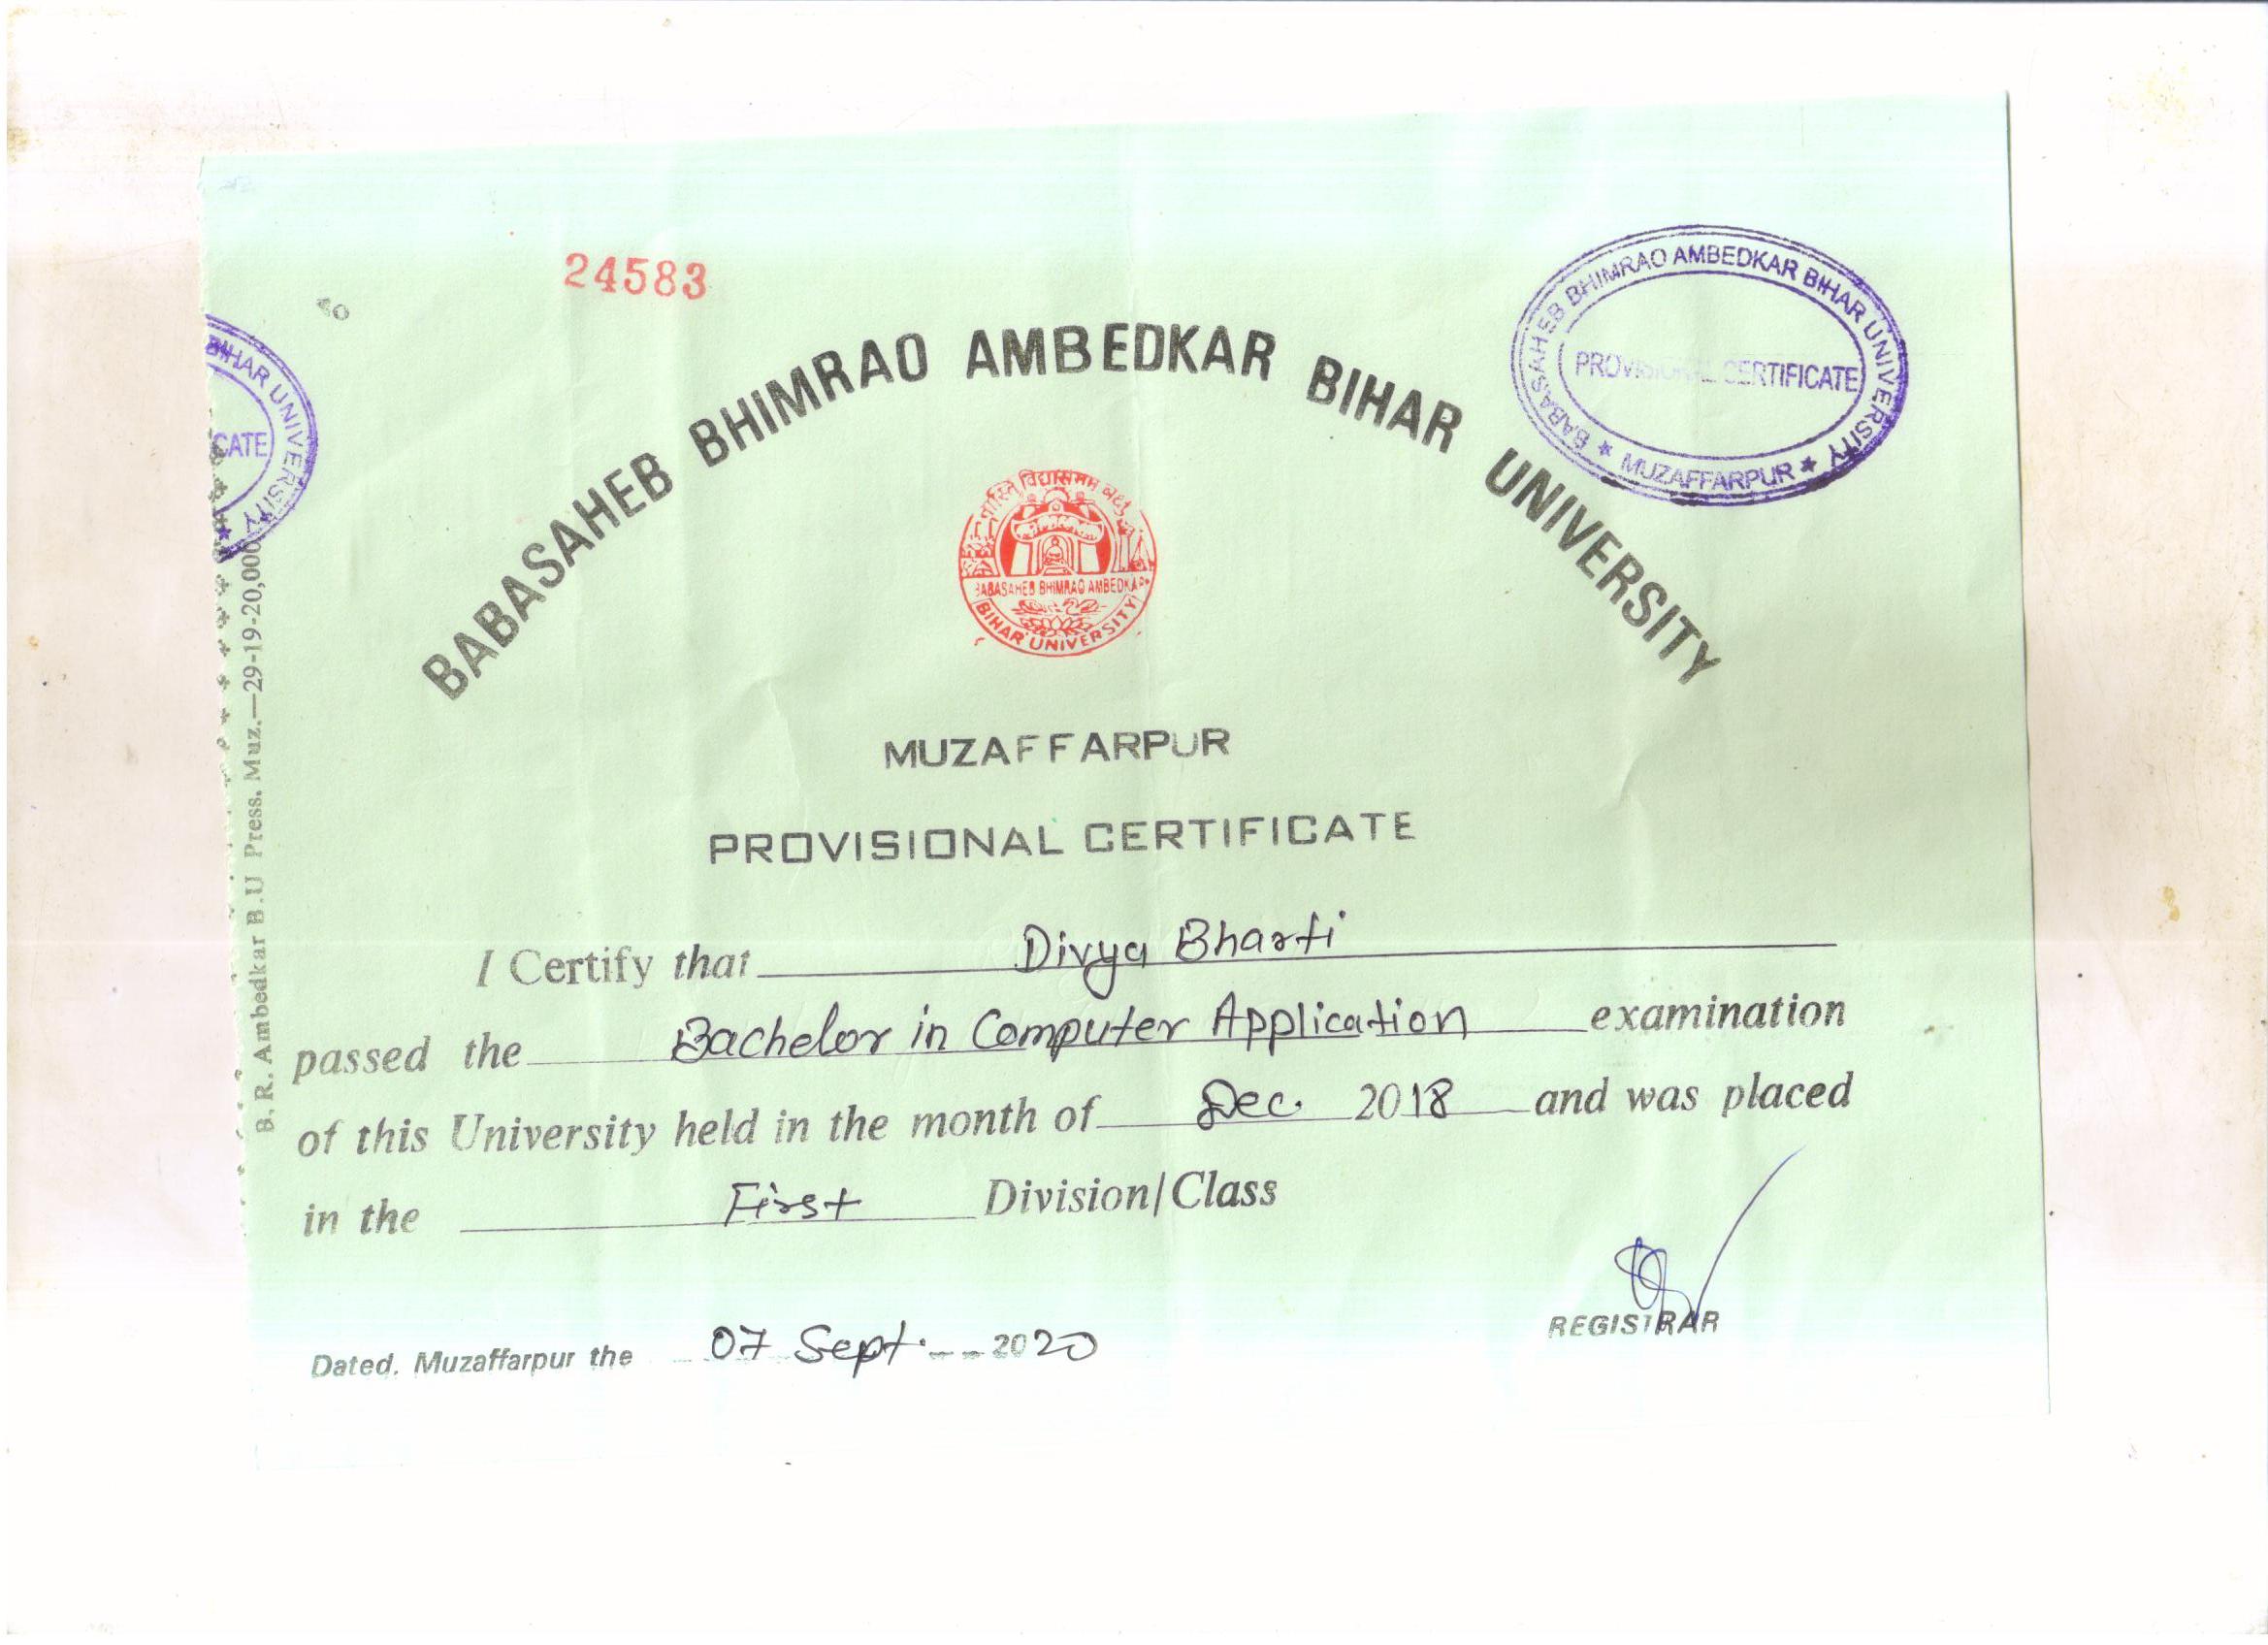 24583
BABASAHEB BHIMRAO AMBEDKAR BIHAR UNIVERSITY
BABASAHEB BHIMRAO AMBEDKAR BIHAR UNIVERSITY
PROVISIONAL CERTIFICATE
★ MUZAFFARPUR ★
BIHAR UNIVERSITY
CATE
विद्यासमम
BABASAHEB BHIMRAO AMBEDKAR
BIHAR UNIVERSITY
MUZAFFARPUR
PROVISIONAL CERTIFICATE
I Certify that Divya Bharti
passed the Bachelor in Computer Application examination
of this University held in the month of Dec. 2018 and was placed
in the First Division/Class
REGISTRAR
Dated. Muzaffarpur the 07 Sept. 2020
B. R. Ambedkar B.U Press. Muz.—29-19-20,000